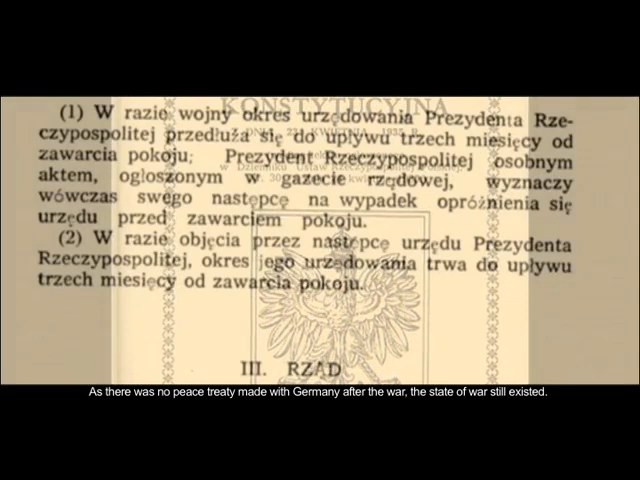 KONSTYTUCYJNA
(1) W razie wojny okres urzędowania Prezydenta Rze-
czypospolitej przedłuża się do upływu trzech miesięcy od
zawarcia pokoju; Prezydent Rzeczypospolitej osobnym
aktem, ogłoszonym w gazecie rządowej, wyznaczy
wówczas swego następcę na wypadek opróżnienia się
urzędu przed zawarciem pokoju.
(2) W razie objęcia przez następcę urzędu Prezydenta
Rzeczypospolitej, okres jego urzędowania trwa do upływu
trzech miesięcy od zawarcia pokoju.
III. RZĄD
As there was no peace treaty made with Germany after the war, the state of war still existed.